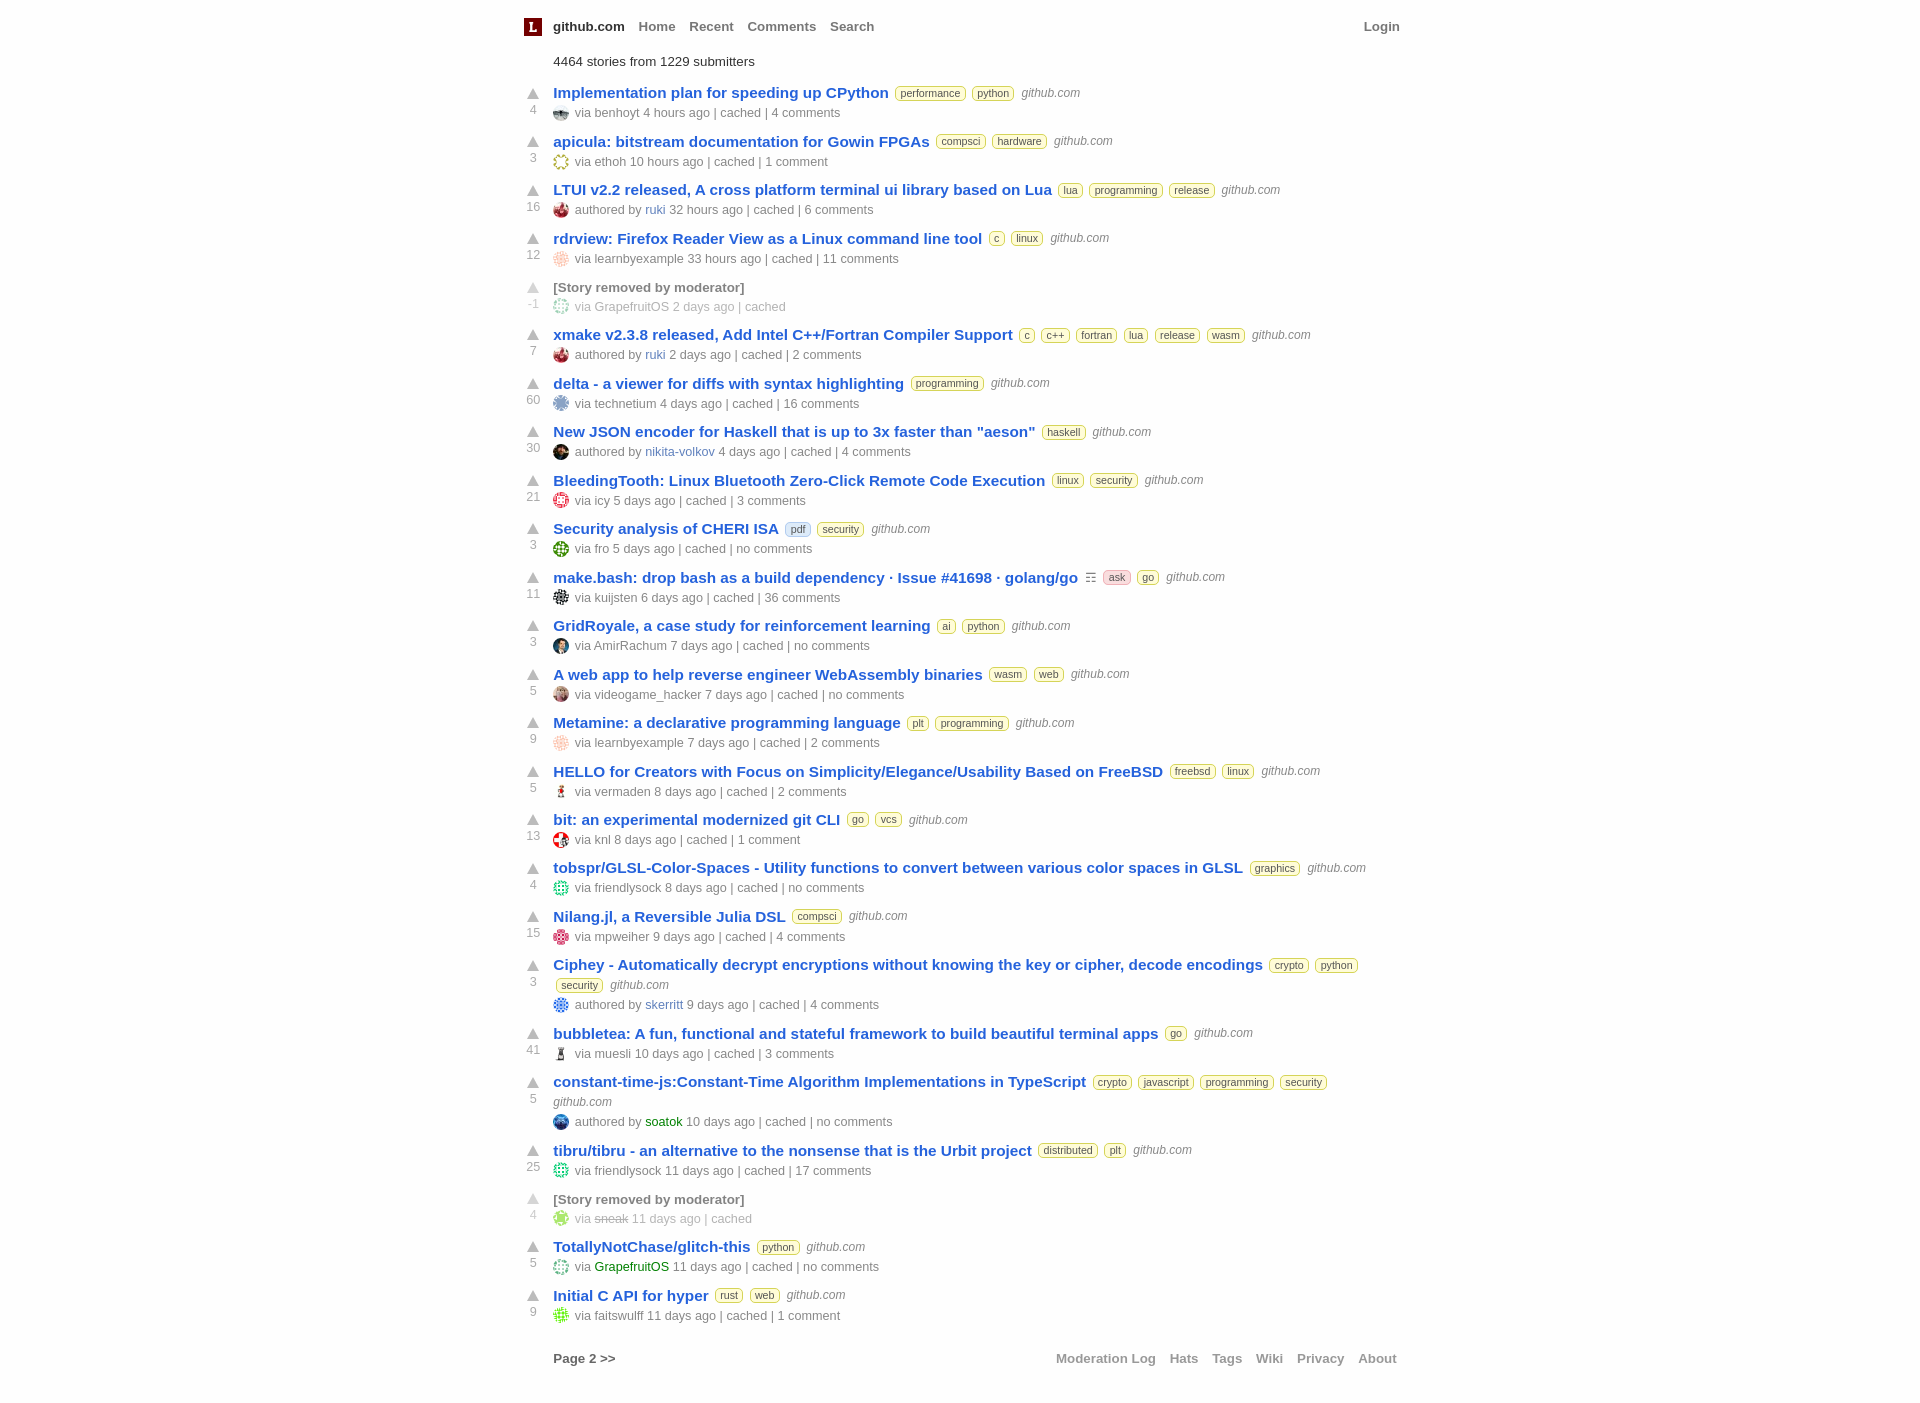 L github.com Home Recent Comments Search Login
4464 stories from 1229 submitters
Implementation plan for speeding up CPython performance python github.com
4 via benhoyt 4 hours ago | cached | 4 comments
apicula: bitstream documentation for Gowin FPGAs compsci hardware github.com
3 via ethoh 10 hours ago | cached | 1 comment
LTUI v2.2 released, A cross platform terminal ui library based on Lua lua programming release github.com
16 authored by ruki 32 hours ago | cached | 6 comments
rdrview: Firefox Reader View as a Linux command line tool c linux github.com
12 via learnbyexample 33 hours ago | cached | 11 comments
[Story removed by moderator]
-1 via GrapefruitOS 2 days ago | cached
xmake v2.3.8 released, Add Intel C++/Fortran Compiler Support c c++ fortran lua release wasm github.com
7 authored by ruki 2 days ago | cached | 2 comments
delta - a viewer for diffs with syntax highlighting programming github.com
60 via technetium 4 days ago | cached | 16 comments
New JSON encoder for Haskell that is up to 3x faster than "aeson" haskell github.com
30 authored by nikita-volkov 4 days ago | cached | 4 comments
BleedingTooth: Linux Bluetooth Zero-Click Remote Code Execution linux security github.com
21 via icy 5 days ago | cached | 3 comments
Security analysis of CHERI ISA pdf security github.com
3 via fro 5 days ago | cached | no comments
make.bash: drop bash as a build dependency · Issue #41698 · golang/go ☶ ask go github.com
11 via kuijsten 6 days ago | cached | 36 comments
GridRoyale, a case study for reinforcement learning ai python github.com
3 via AmirRachum 7 days ago | cached | no comments
A web app to help reverse engineer WebAssembly binaries wasm web github.com
5 via videogame_hacker 7 days ago | cached | no comments
Metamine: a declarative programming language plt programming github.com
9 via learnbyexample 7 days ago | cached | 2 comments
HELLO for Creators with Focus on Simplicity/Elegance/Usability Based on FreeBSD freebsd linux github.com
5 via vermaden 8 days ago | cached | 2 comments
bit: an experimental modernized git CLI go vcs github.com
13 via knl 8 days ago | cached | 1 comment
tobspr/GLSL-Color-Spaces - Utility functions to convert between various color spaces in GLSL graphics github.com
4 via friendlysock 8 days ago | cached | no comments
Nilang.jl, a Reversible Julia DSL compsci github.com
15 via mpweiher 9 days ago | cached | 4 comments
Ciphey - Automatically decrypt encryptions without knowing the key or cipher, decode encodings crypto python
3 security github.com
authored by skerritt 9 days ago | cached | 4 comments
bubbletea: A fun, functional and stateful framework to build beautiful terminal apps go github.com
41 via muesli 10 days ago | cached | 3 comments
constant-time-js:Constant-Time Algorithm Implementations in TypeScript crypto javascript programming security
5 github.com
authored by soatok 10 days ago | cached | no comments
tibru/tibru - an alternative to the nonsense that is the Urbit project distributed plt github.com
25 via friendlysock 11 days ago | cached | 17 comments
[Story removed by moderator]
4 via sneak 11 days ago | cached
TotallyNotChase/glitch-this python github.com
5 via GrapefruitOS 11 days ago | cached | no comments
Initial C API for hyper rust web github.com
9 via faitswulff 11 days ago | cached | 1 comment
Page 2 >> Moderation Log Hats Tags Wiki Privacy About